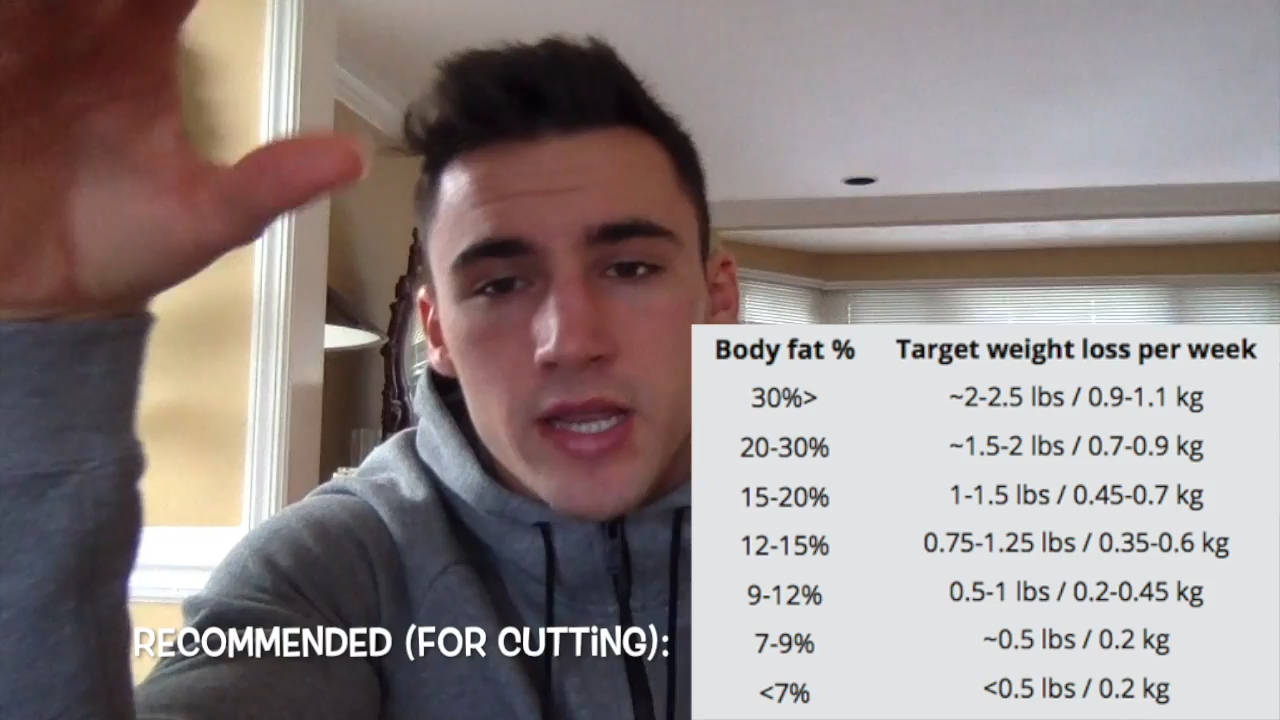 Body fat % Target weight loss per week
30%> ~2-2.5 lbs / 0.9-1.1 kg
20-30% ~1.5-2 lbs / 0.7-0.9 kg
15-20% 1-1.5 lbs / 0.45-0.7 kg
12-15% 0.75-1.25 lbs / 0.35-0.6 kg
9-12% 0.5-1 lbs / 0.2-0.45 kg
7-9% ~0.5 lbs / 0.2 kg
<7% <0.5 lbs / 0.2 kg
RECOMMENDED (FOR CUTTiNG):